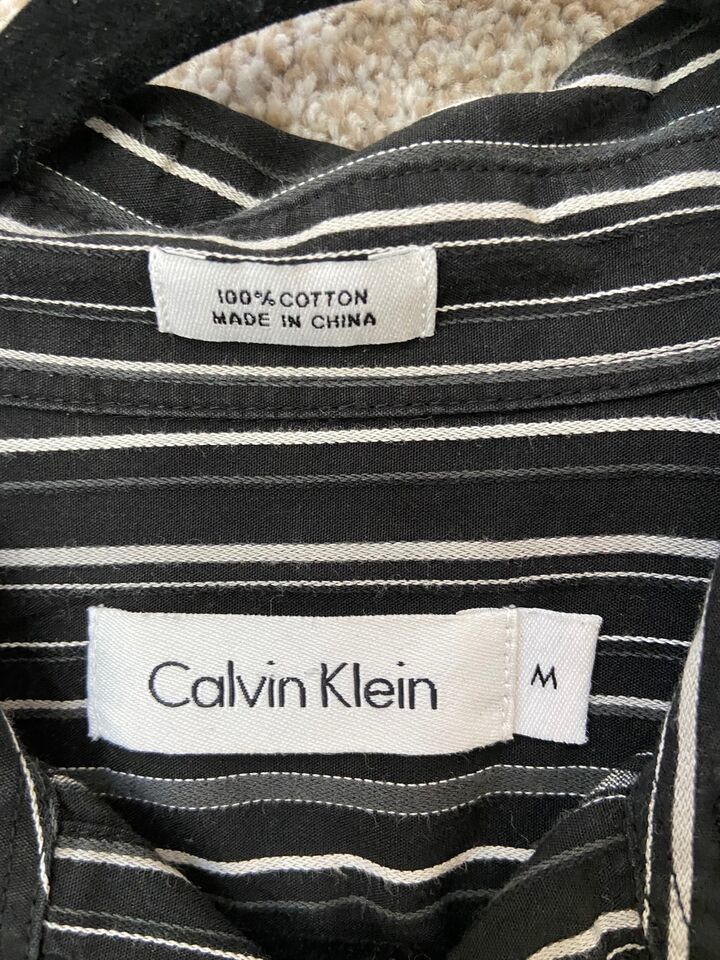 100% COTTON
MADE IN CHINA
Calvin Klein
M